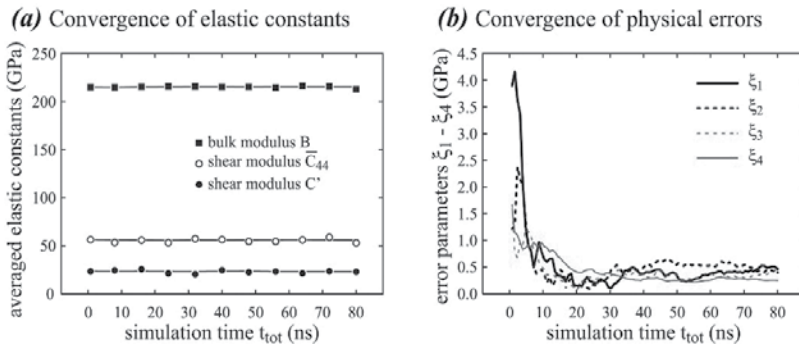 (a) Convergence of elastic constants
averaged elastic constants (GPa)
250
200
150
100
50
0
bulk modulus B
shear modulus C̅44
shear modulus C'
0 10 20 30 40 50 60 70 80
simulation time t_tot (ns)
(b) Convergence of physical errors
error parameters ξ1 - ξ4 (GPa)
4.5
4.0
3.5
3.0
2.5
2.0
1.5
1.0
0.5
0.0
ξ1
ξ2
ξ3
ξ4
0 10 20 30 40 50 60 70 80
simulation time t_tot (ns)